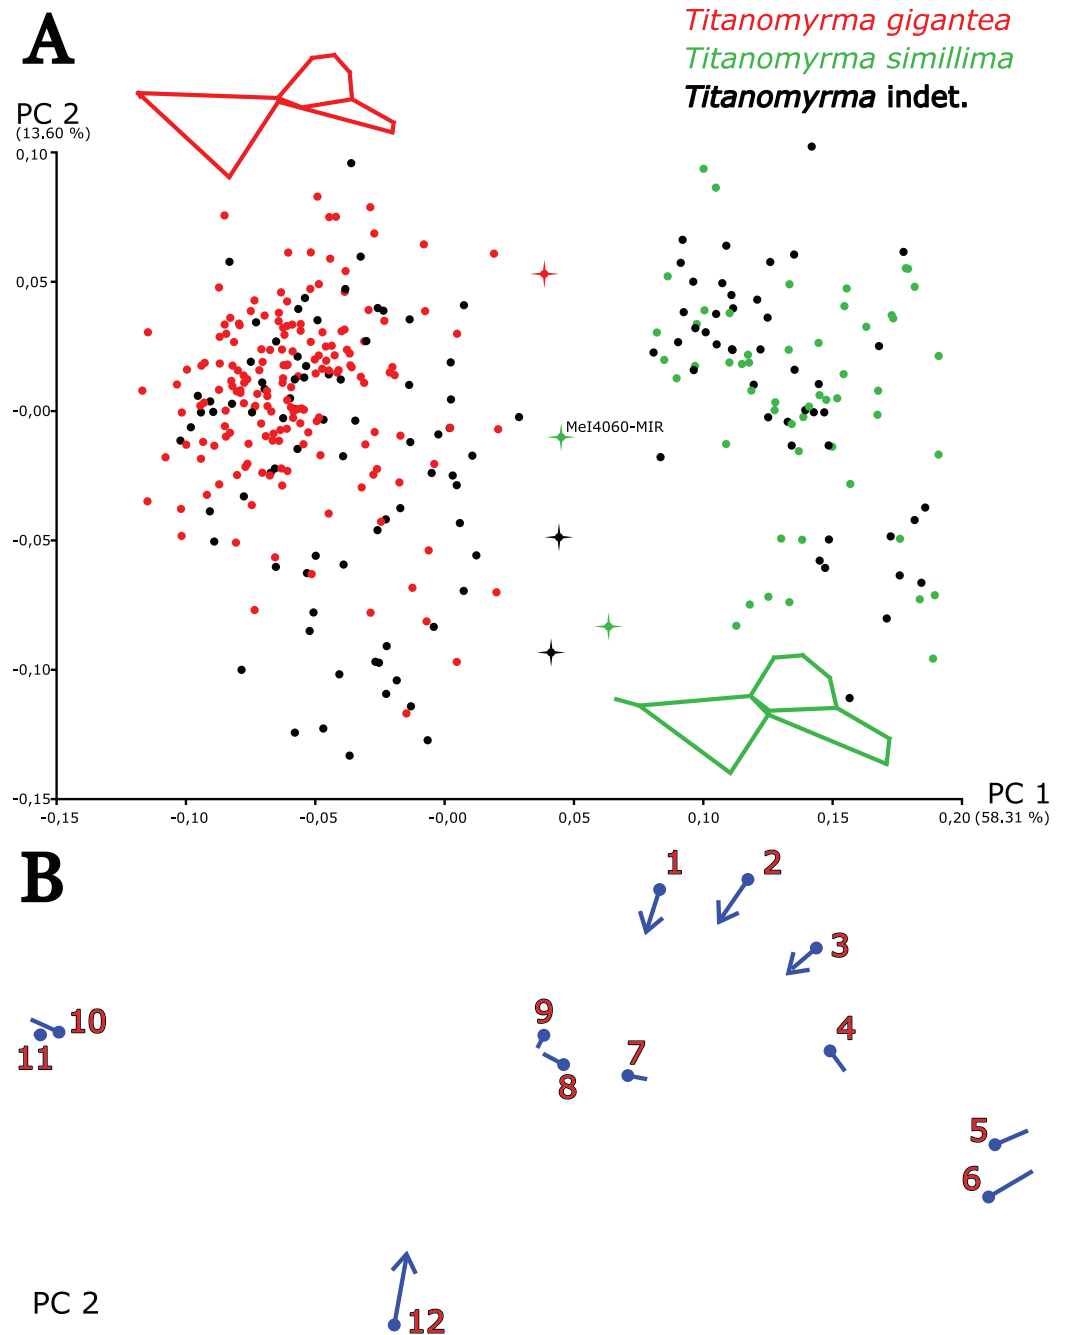 A
Titanomyrma gigantea
Titanomyrma simillima
Titanomyrma indet.
PC 2
(13.60 %)
0,10
0,05
-0,00
MeI4060-MIR
-0,05
-0,10
-0,15
PC 1
-0,15 -0,10 -0,05 -0,00 0,05 0,10 0,15 0,20 (58.31 %)
B
1 2
3
10 9 4
11 7
8
5
6
PC 2
12